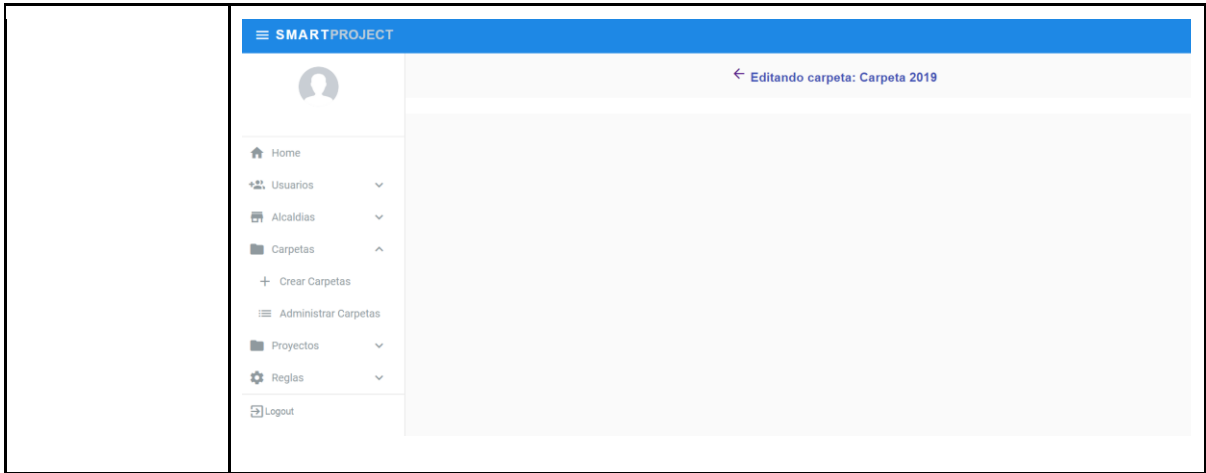 SMARTPROJECT
← Editando carpeta: Carpeta 2019
Home
Usuarios
Alcaldias
Carpetas
+ Crear Carpetas
Administrar Carpetas
Proyectos
Reglas
Logout